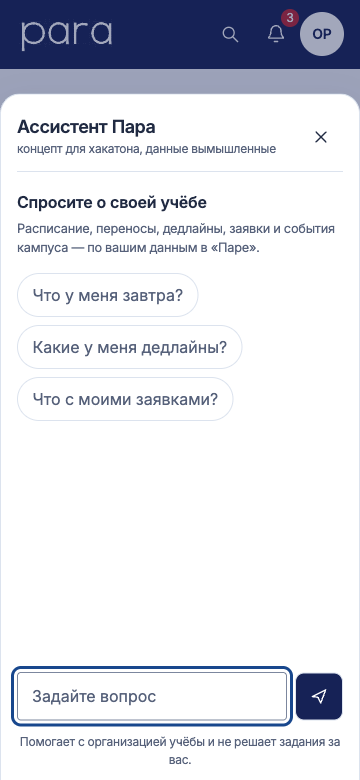 para
3
OP
Ассистент Пара
концепт для хакатона, данные вымышленные
Спросите о своей учёбе
Расписание, переносы, дедлайны, заявки и события
кампуса — по вашим данным в «Паре».
Что у меня завтра?
Какие у меня дедлайны?
Что с моими заявками?
Задайте вопрос
Помогает с организацией учёбы и не решает задания за
вас.